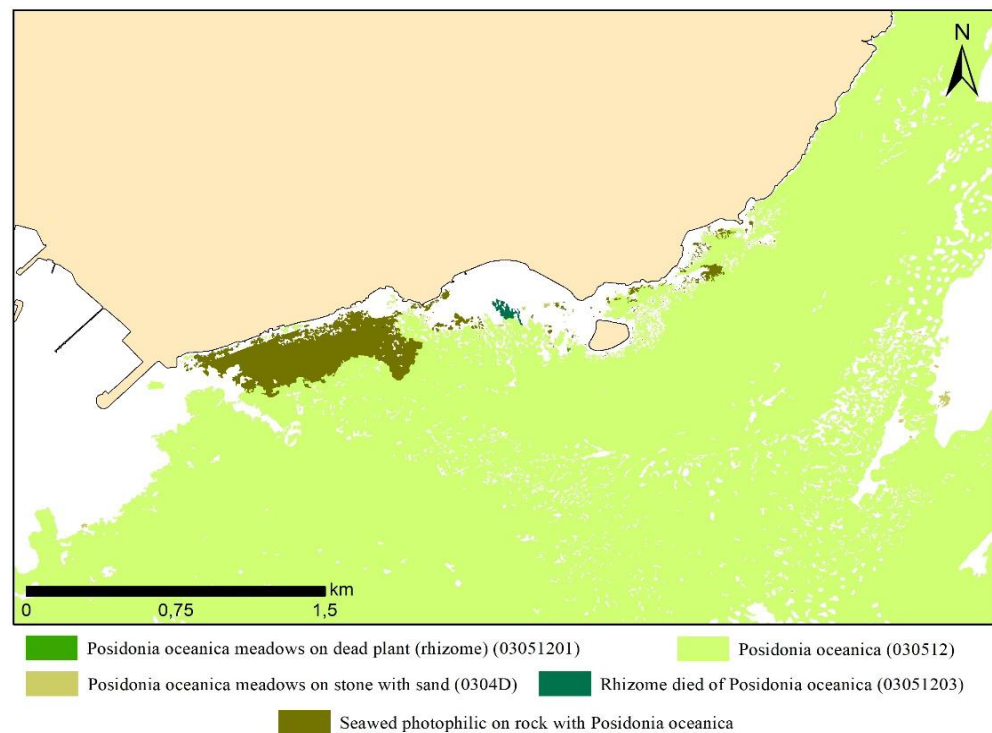 N
km
0 0,75 1,5
Posidonia oceanica meadows on dead plant (rhizome) (03051201)
Posidonia oceanica (030512)
Posidonia oceanica meadows on stone with sand (0304D)
Rhizome died of Posidonia oceanica (03051203)
Seawed photophilic on rock with Posidonia oceanica